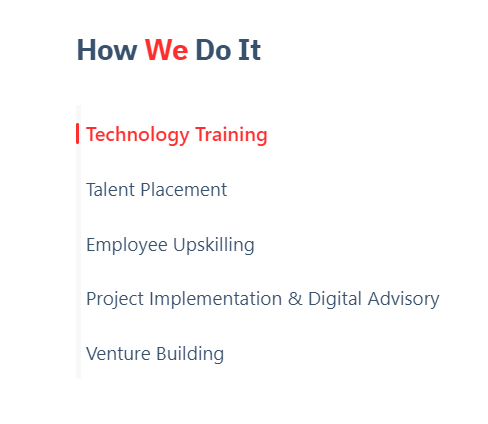 How We Do It
Technology Training
Talent Placement
Employee Upskilling
Project Implementation & Digital Advisory
Venture Building